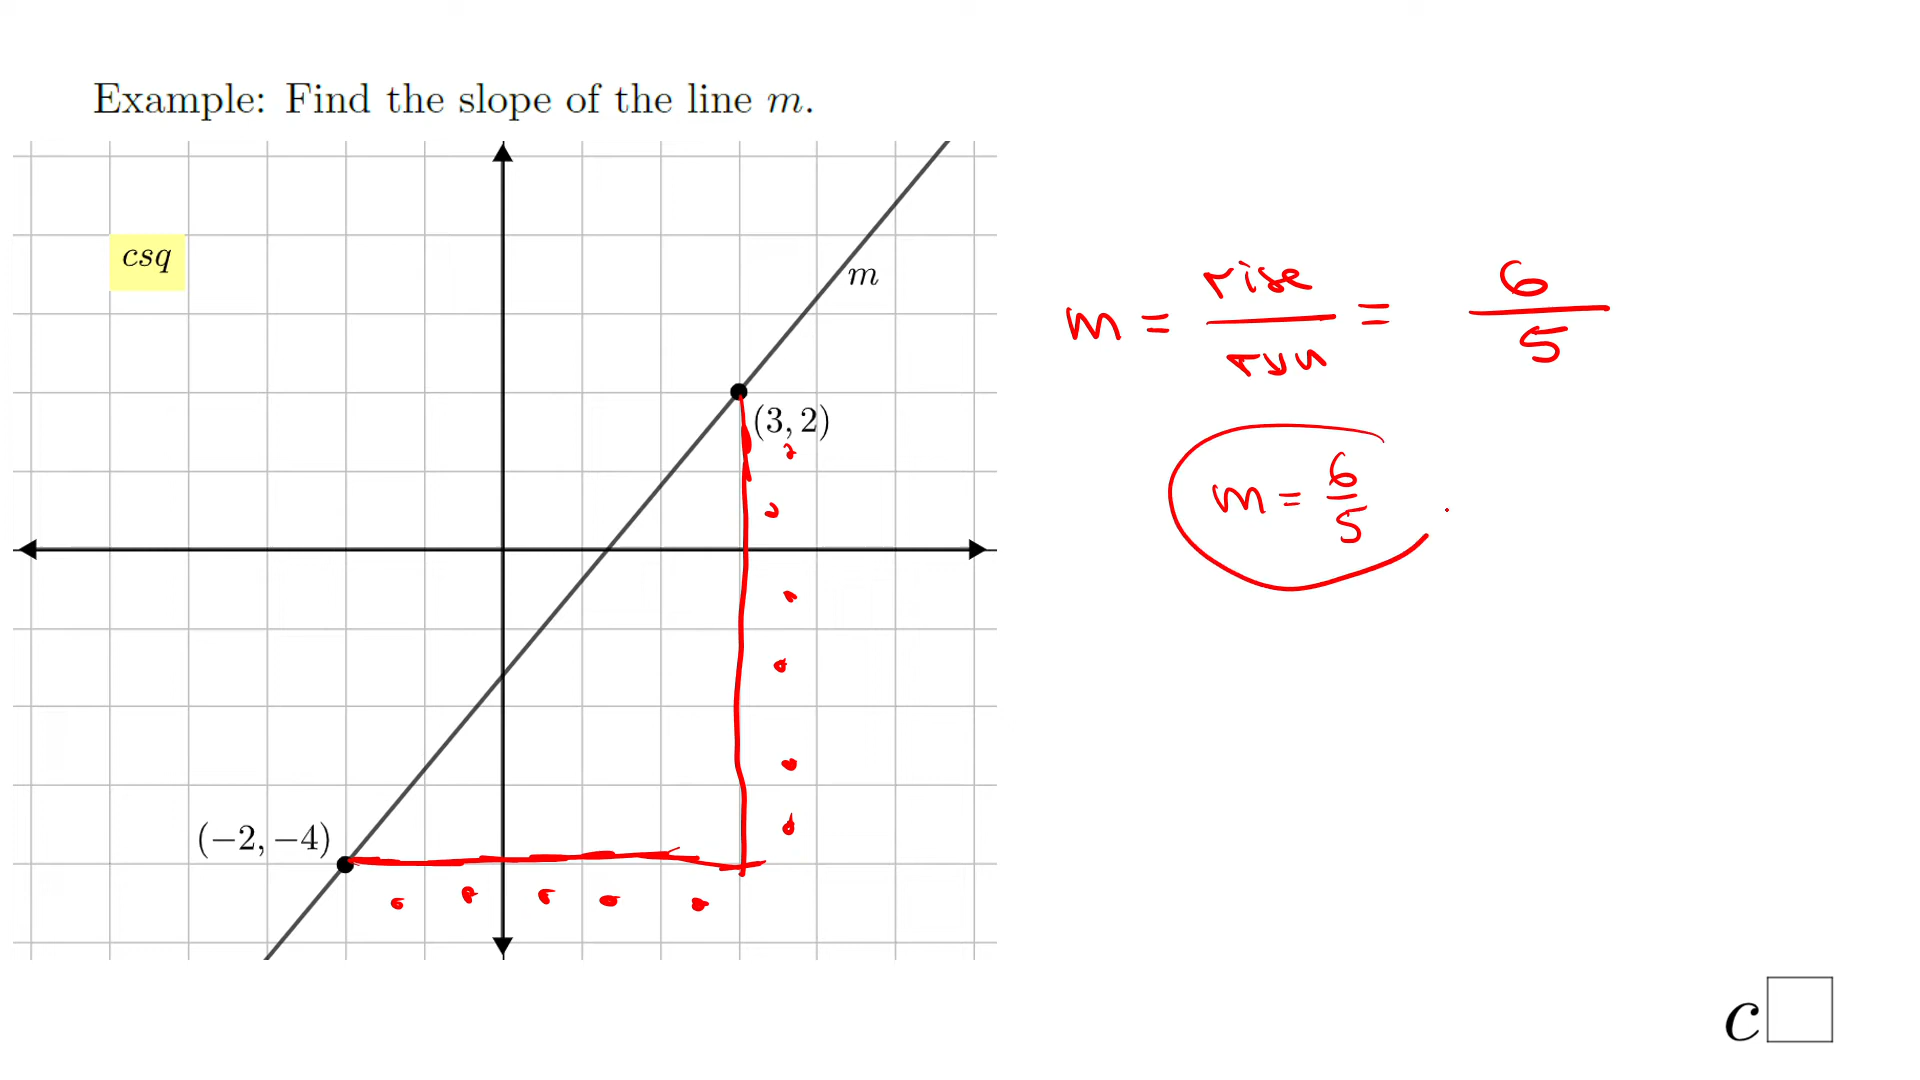 Example: Find the slope of the line m.
csq
m
(3, 2)
(−2, −4)
m = rise/run = 6/5
m = 6/5
c